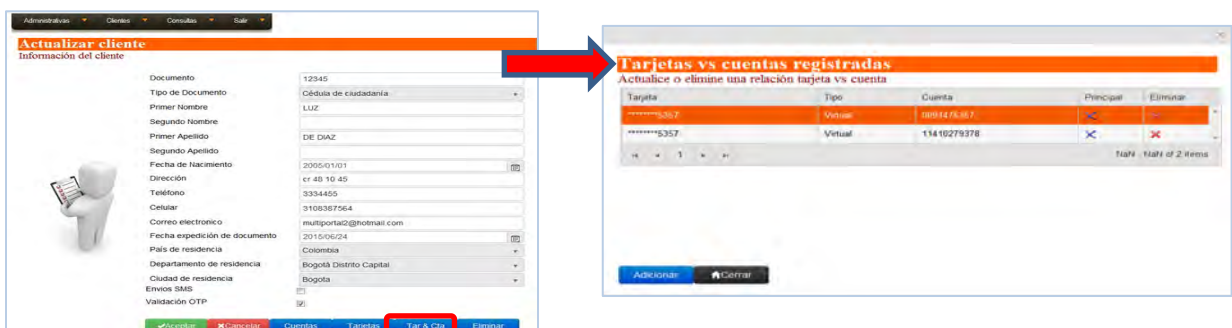 Administrativas Clientes Consultas Salir
Actualizar cliente
Información del cliente
Documento 12345
Tipo de Documento Cédula de ciudadanía
Primer Nombre LUZ
Segundo Nombre
Primer Apellido DE DIAZ
Segundo Apellido
Fecha de Nacimiento 2005/01/01
Dirección cr 48 10 45
Teléfono 3334455
Celular 3108387564
Correo electronico multiportal2@hotmail.com
Fecha expedición de documento 2015/06/24
País de residencia Colombia
Departamento de residencia Bogotá Distrito Capital
Ciudad de residencia Bogota
Envios SMS
Validación OTP
Aceptar Cancelar Cuentas Tarjetas Tar & Cta Eliminar
Tarjetas vs cuentas registradas
Actualice o elimine una relación tarjeta vs cuenta
Tarjeta Tipo Cuenta Principal Eliminar
********5357 Virtual
********5357 Virtual 11410279378
1 NaN - NaN of 2 items
Adicionar Cerrar